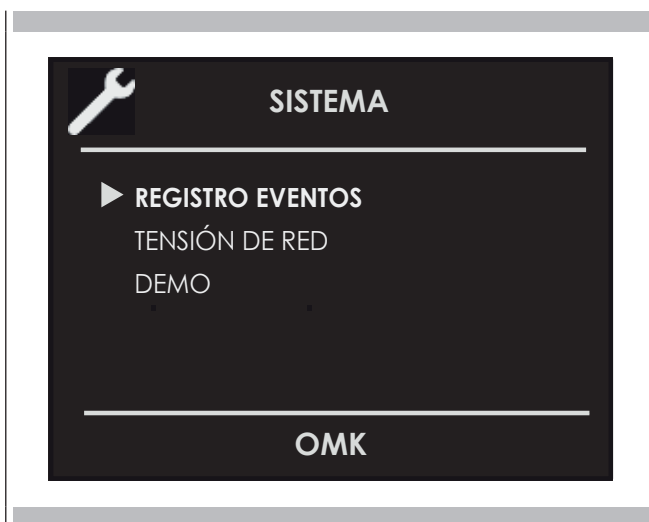 SISTEMA
REGISTRO EVENTOS
TENSIÓN DE RED
DEMO
OMK